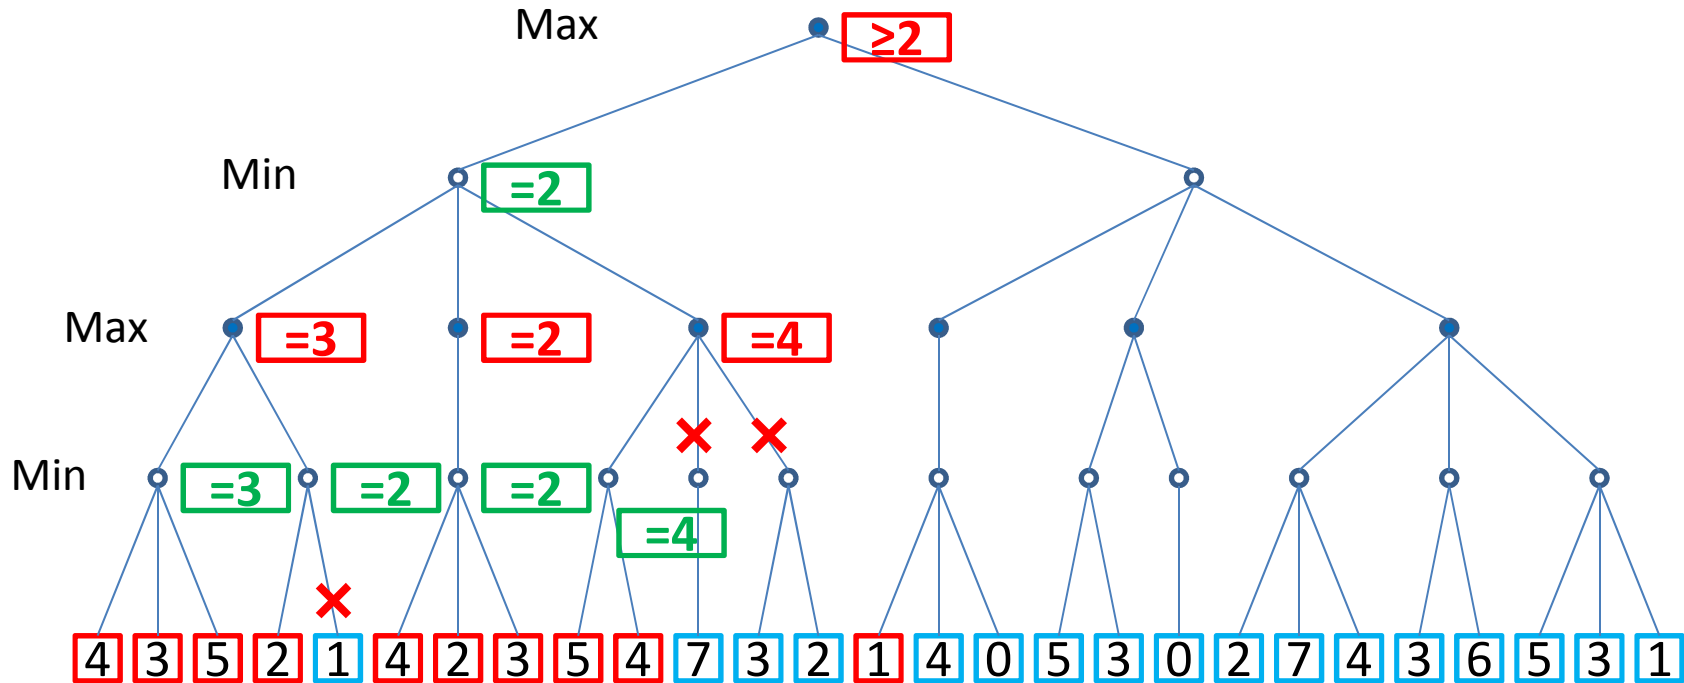 Max ≥2
Min =2
Max =3 =2 =4
Min =3 =2 =2
=4
4 3 5 2 1 4 2 3 5 4 7 3 2 1 4 0 5 3 0 2 7 4 3 6 5 3 1